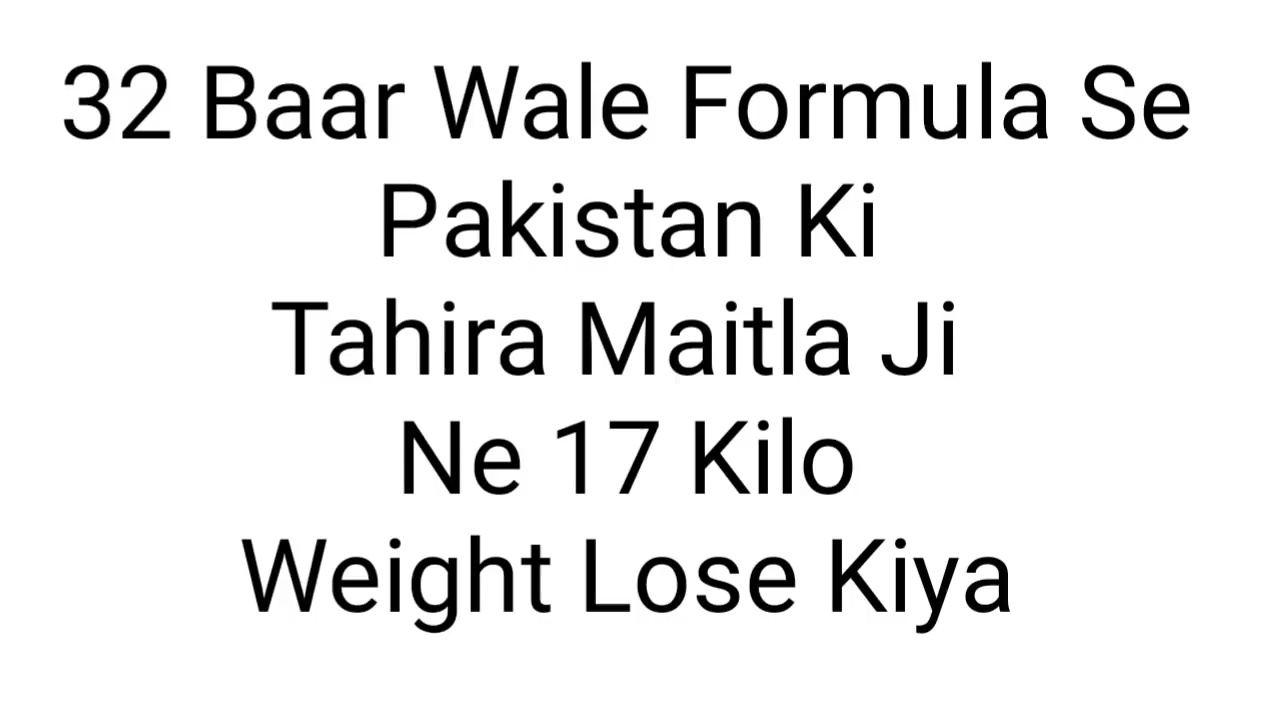 32 Baar Wale Formula Se
Pakistan Ki
Tahira Maitla Ji
Ne 17 Kilo
Weight Lose Kiya